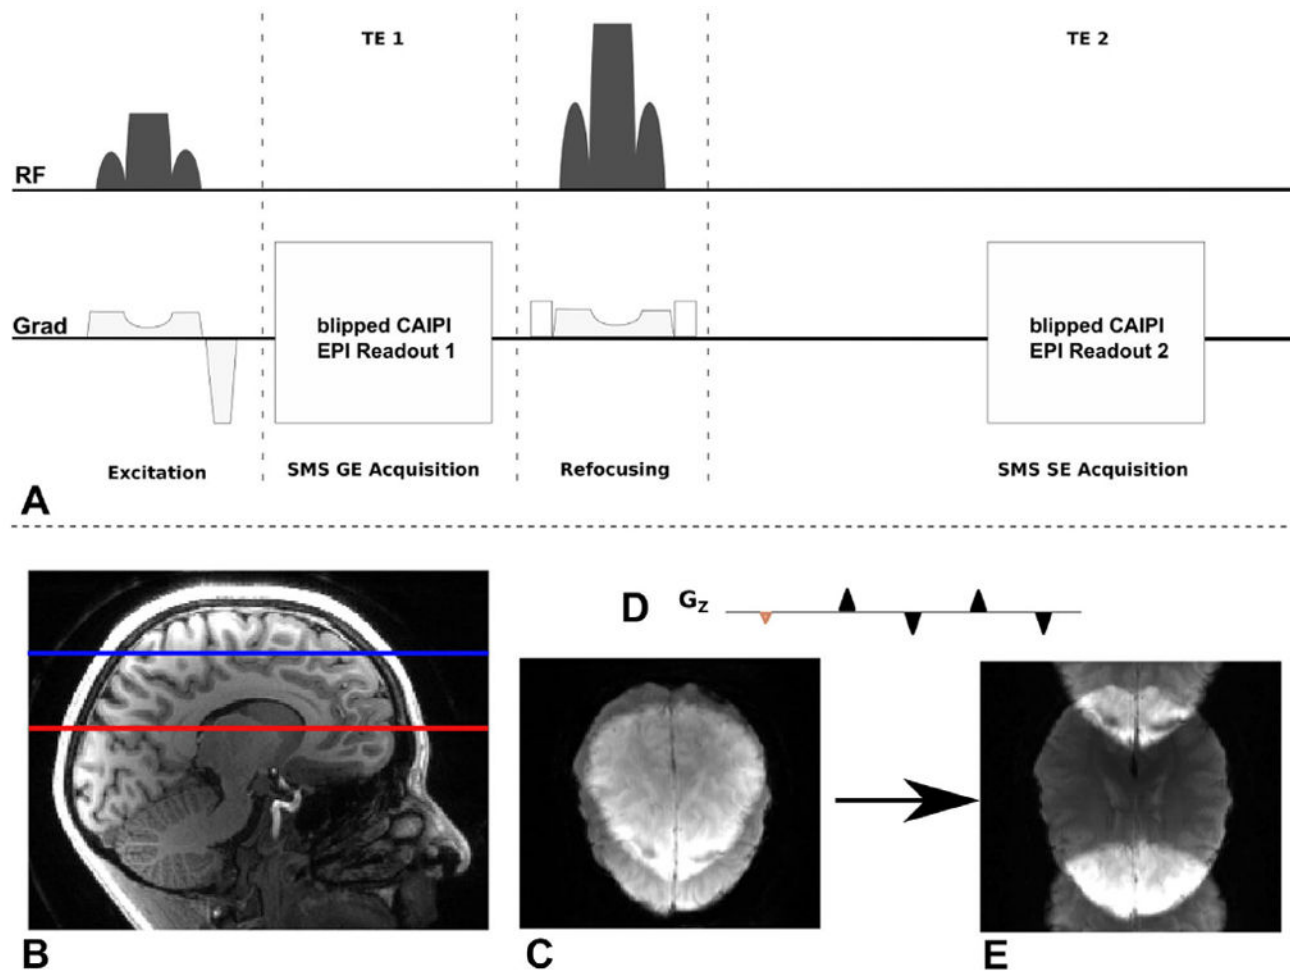 TE 1
TE 2
RF
Grad
blipped CAIPI
EPI Readout 1
blipped CAIPI
EPI Readout 2
Excitation
SMS GE Acquisition
Refocusing
SMS SE Acquisition
A
D
Gz
B
C
E